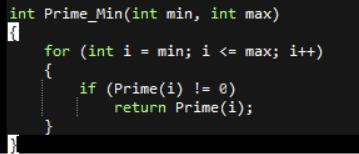 int Prime_Min(int min, int max)
{
    for (int i = min; i <= max; i++)
    {
        if (Prime(i) != 0)
            return Prime(i);
    }
}